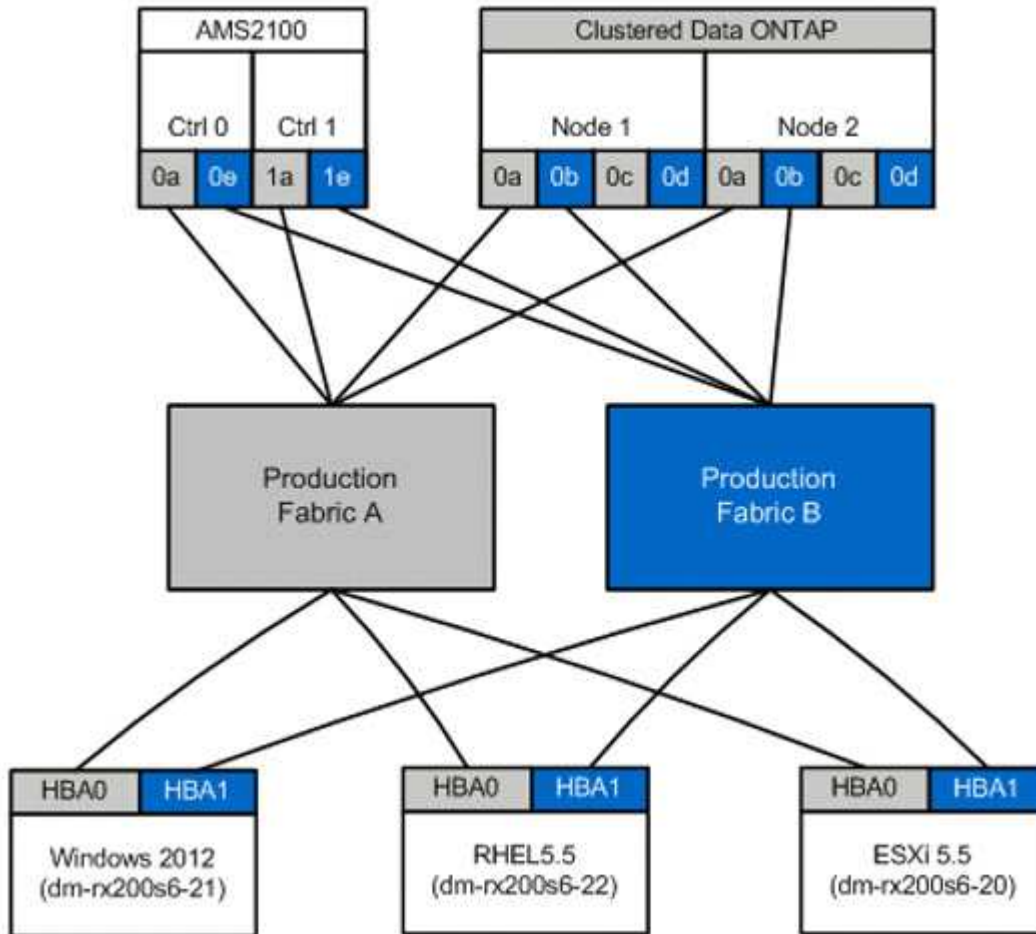 AMS2100
Clustered Data ONTAP
Ctrl 0 Ctrl 1
Node 1 Node 2
0a 0e 1a 1e
0a 0b 0c 0d 0a 0b 0c 0d
Production
Fabric A
Production
Fabric B
HBA0 HBA1
Windows 2012
(dm-rx200s6-21)
HBA0 HBA1
RHEL5.5
(dm-rx200s6-22)
HBA0 HBA1
ESXi 5.5
(dm-rx200s6-20)